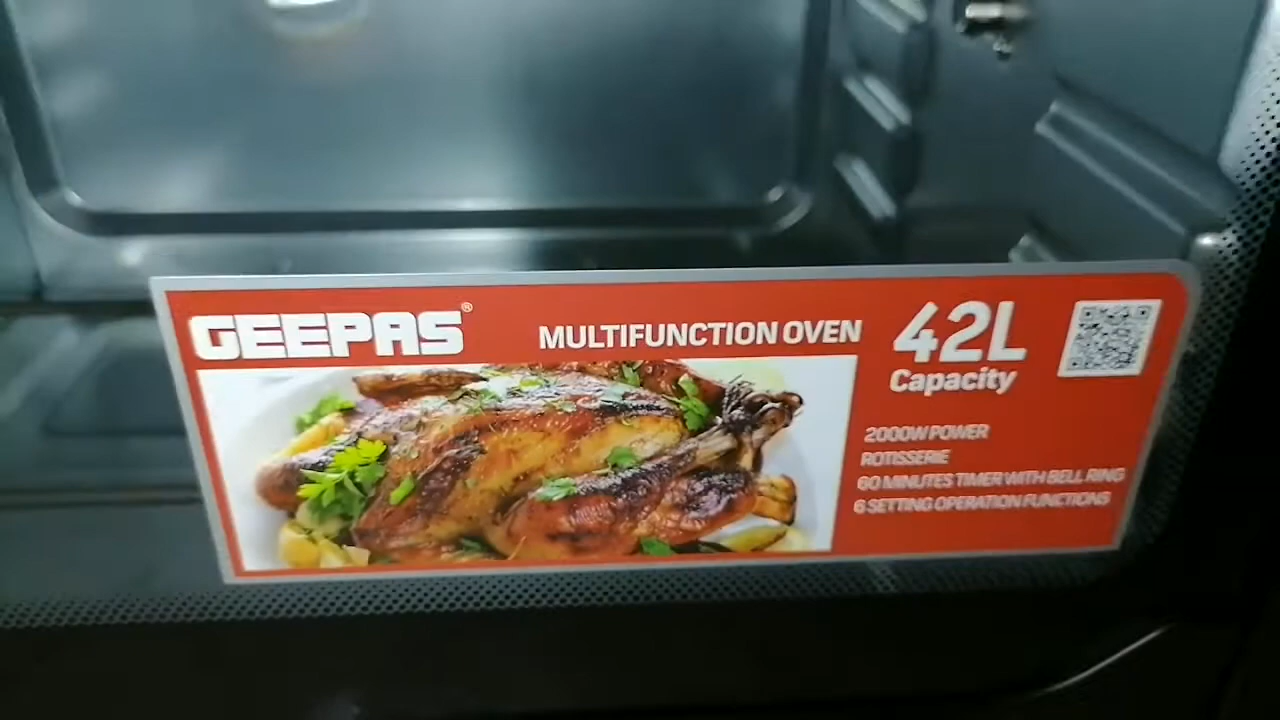 GEEPAS®
MULTIFUNCTION OVEN
42L
Capacity
2000W POWER
ROTISSERIE
60 MINUTES TIMER WITH BELL RING
6 SETTING OPERATION FUNCTIONS